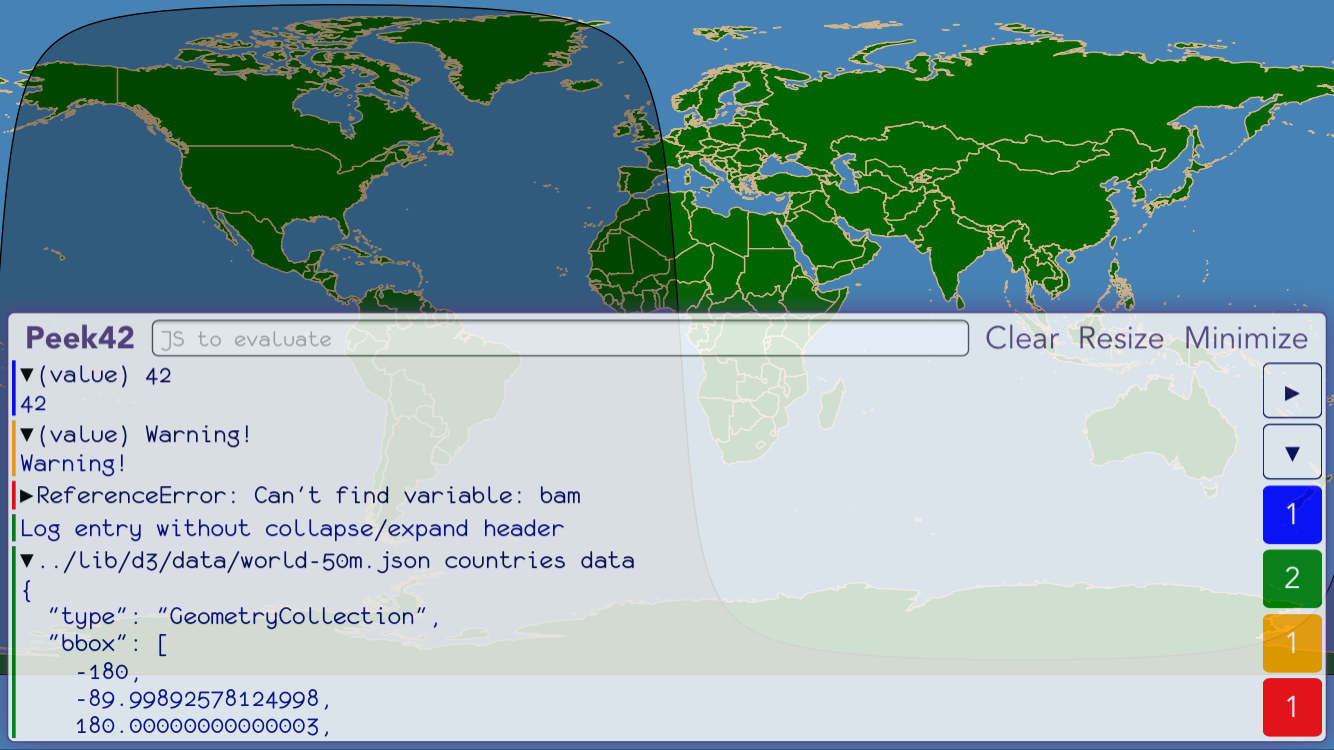 Peek42 JS to evaluate Clear Resize Minimize
▼(value) 42
42
▼(value) Warning!
Warning!
▶ReferenceError: Can't find variable: bam
Log entry without collapse/expand header
▼../lib/d3/data/world-50m.json countries data
{
"type": "GeometryCollection",
"bbox": [
-180,
-89.99892578124998,
180.00000000000003,
▶
▼
1
2
1
1